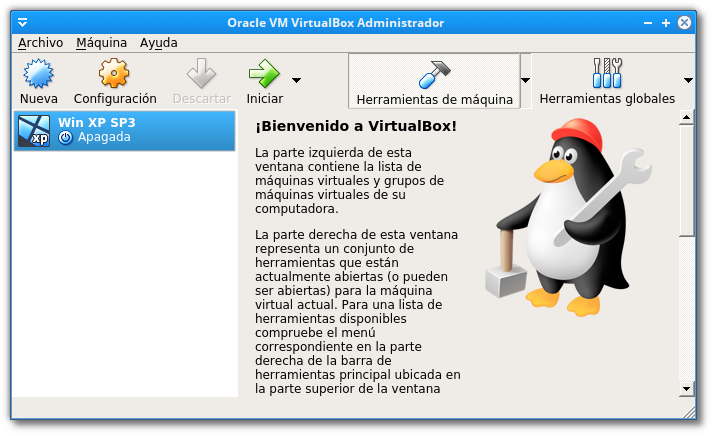 Oracle VM VirtualBox Administrador
Archivo Máquina Ayuda
Nueva Configuración Descartar Iniciar Herramientas de máquina Herramientas globales
Win XP SP3
xp
Apagada
¡Bienvenido a VirtualBox!
La parte izquierda de esta
ventana contiene la lista de
máquinas virtuales y grupos de
máquinas virtuales de su
computadora.
La parte derecha de esta ventana
representa un conjunto de
herramientas que están
actualmente abiertas (o pueden
ser abiertas) para la máquina
virtual actual. Para una lista de
herramientas disponibles
compruebe el menú
correspondiente en la parte
derecha de la barra de
herramientas principal ubicada en
la parte superior de la ventana